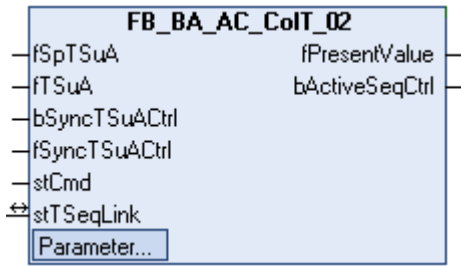 FB_BA_AC_ColT_02
fSpTSuA fPresentValue
fTSuA bActiveSeqCtrl
bSyncTSuACtrl
fSyncTSuACtrl
stCmd
stTSeqLink
Parameter...